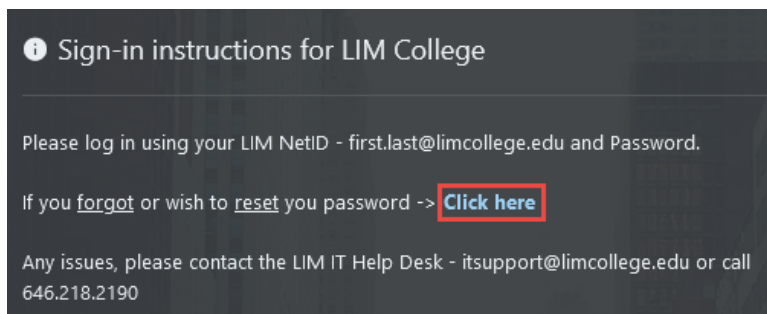 Sign-in instructions for LIM College
Please log in using your LIM NetID - first.last@limcollege.edu and Password.
If you forgot or wish to reset you password -> Click here
Any issues, please contact the LIM IT Help Desk - itsupport@limcollege.edu or call
646.218.2190